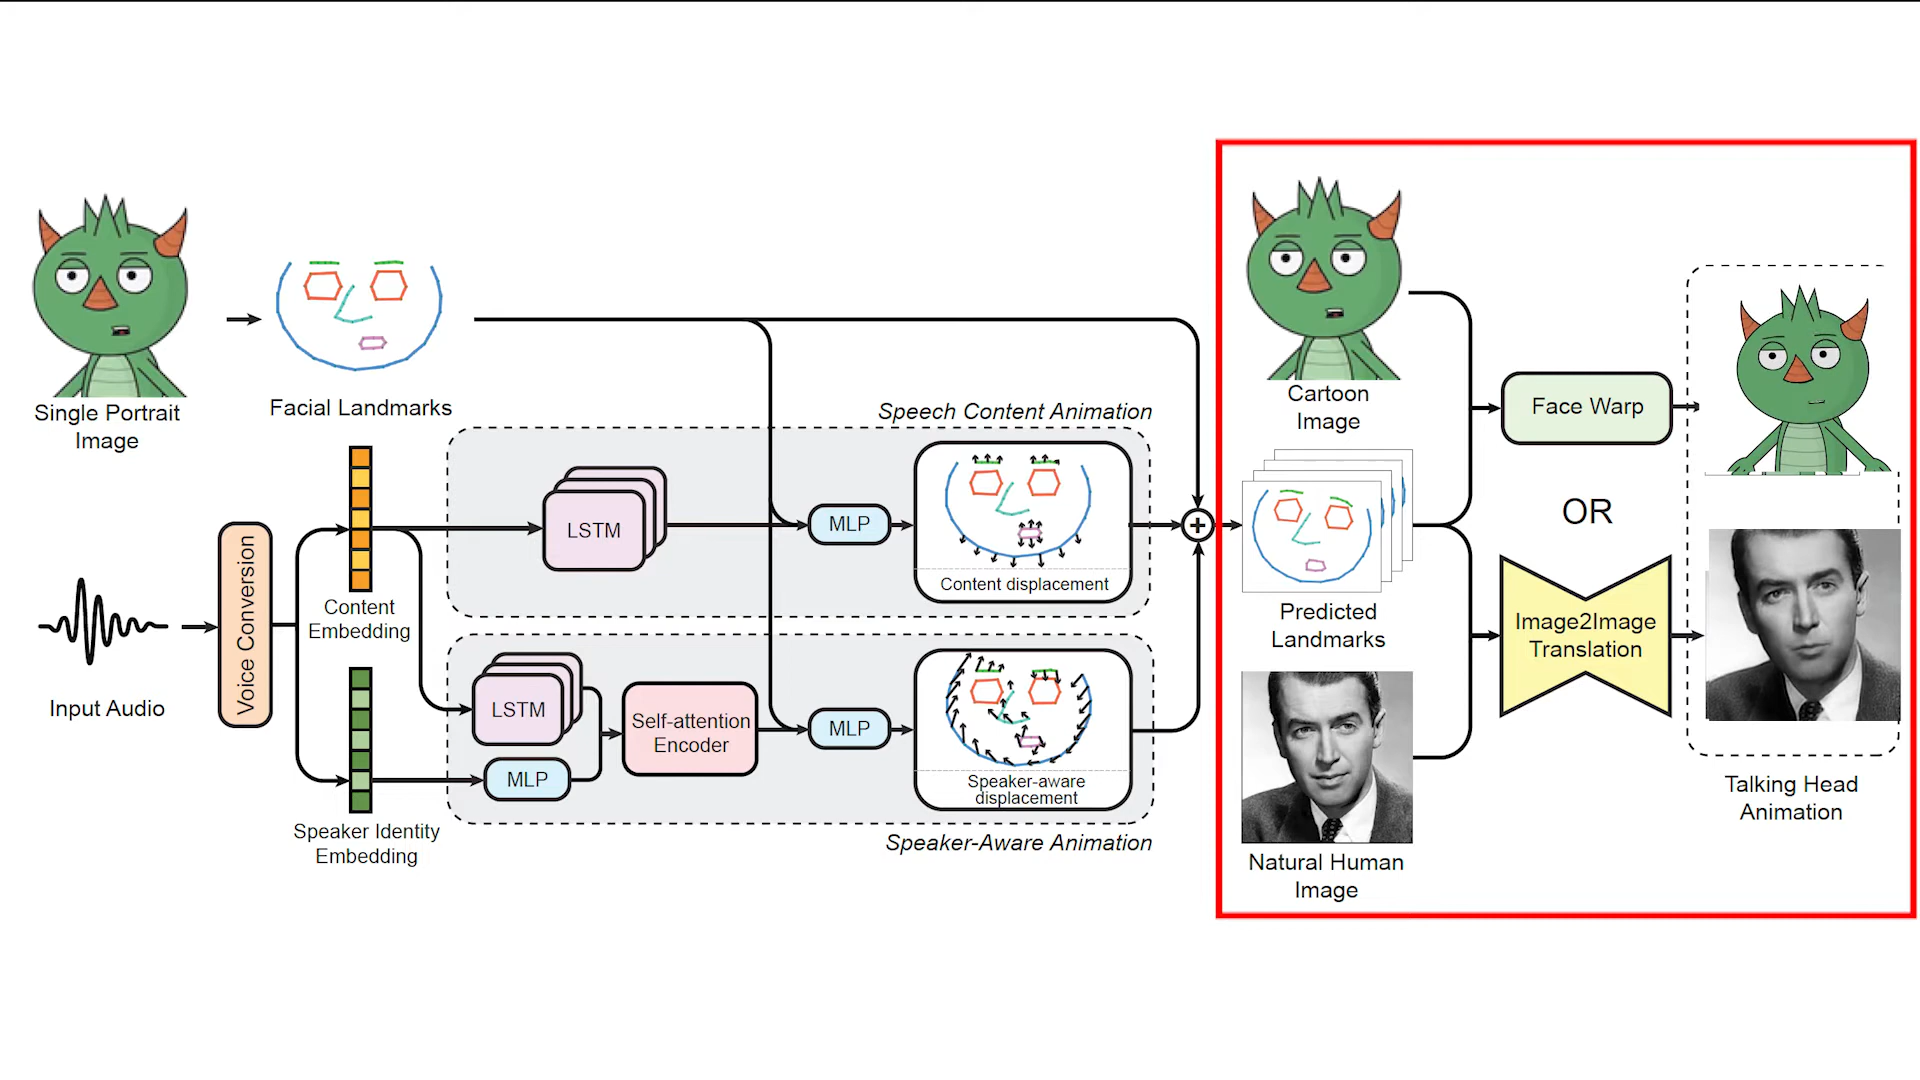 Single Portrait
Image
Facial Landmarks
Input Audio
Voice Conversion
Content
Embedding
Speaker Identity
Embedding
Speech Content Animation
LSTM
MLP
Content displacement
LSTM
MLP
Self-attention
Encoder
MLP
Speaker-aware
displacement
Speaker-Aware Animation
+
Cartoon
Image
Predicted
Landmarks
Natural Human
Image
Face Warp
OR
Image2Image
Translation
Talking Head
Animation